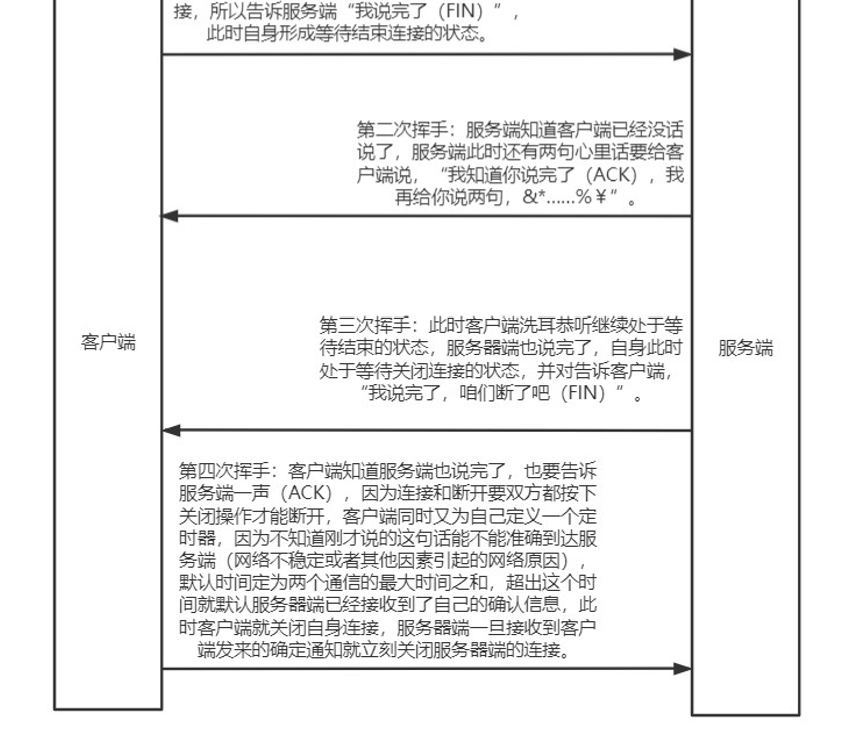 接，所以告诉服务端“我说完了（FIN）”，
此时自身形成等待结束连接的状态。
第二次挥手：服务端知道客户端已经没话
说了，服务端此时还有两句心里话要给客
户端说，“我知道你说完了（ACK），我
再给你说两句，&*……%￥”。
客户端
服务端
第三次挥手：此时客户端洗耳恭听继续处于等
待结束的状态，服务器端也说完了，自身此时
处于等待关闭连接的状态，并对告诉客户端，
“我说完了，咱们断了吧（FIN）”。
第四次挥手：客户端知道服务端也说完了，也要告诉
服务端一声（ACK），因为连接和断开要双方都按下
关闭操作才能断开，客户端同时又为自己定义一个定
时器，因为不知道刚才说的这句话能不能准确到达服
务端（网络不稳定或者其他因素引起的网络原因），
默认时间定为两个通信的最大时间之和，超出这个时
间就默认服务器端已经接收到了自己的确认信息，此
时客户端就关闭自身连接，服务器端一旦接收到客户
端发来的确定通知就立刻关闭服务器端的连接。